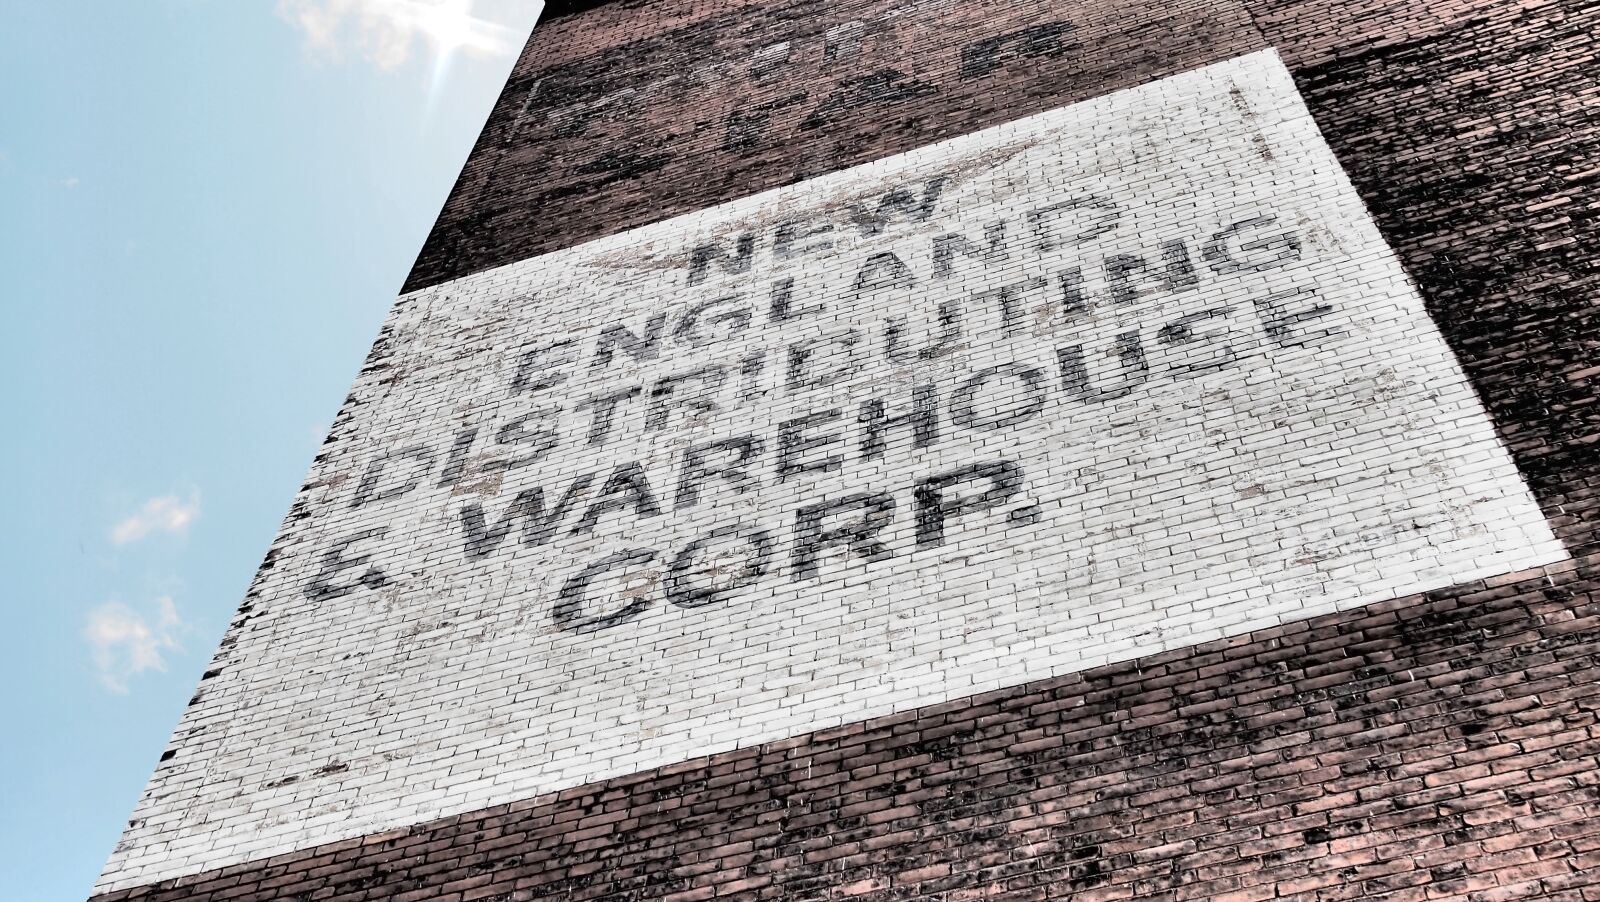 NEW
ENGLAND
DISTRIBUTING
& WAREHOUSE
CORP.